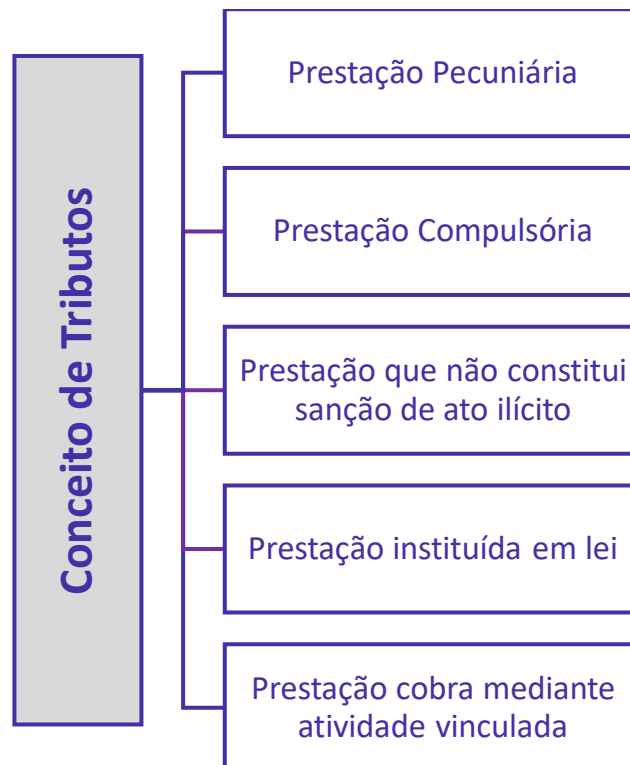 Conceito de Tributos
Prestação Pecuniária
Prestação Compulsória
Prestação que não constitui
sanção de ato ilícito
Prestação instituída em lei
Prestação cobra mediante
atividade vinculada